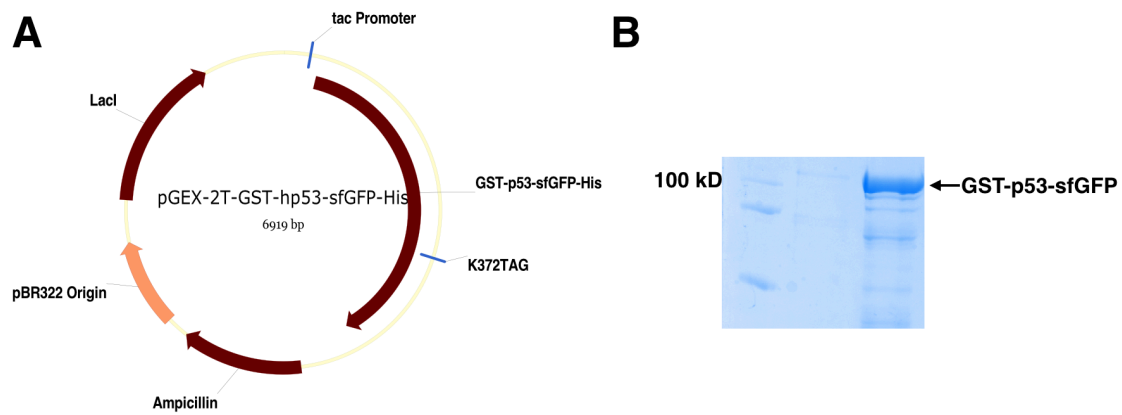 A
tac Promoter
LacI
pGEX-2T-GST-hp53-sfGFP-His
6919 bp
GST-p53-sfGFP-His
K372TAG
pBR322 Origin
Ampicillin
B
100 kD
GST-p53-sfGFP